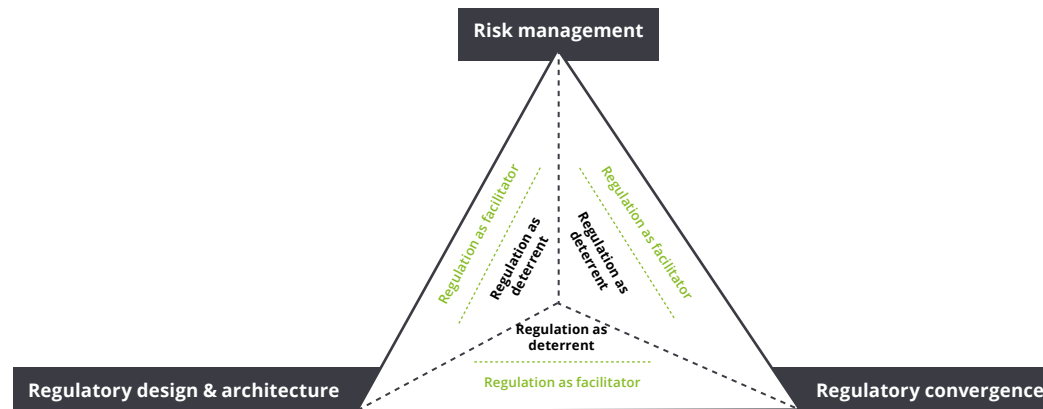 Risk management
Regulation as facilitator
Regulation as
deterrent
Regulation as
deterrent
Regulation as facilitator
Regulation as
deterrent
Regulation as facilitator
Regulatory design & architecture
Regulatory convergence